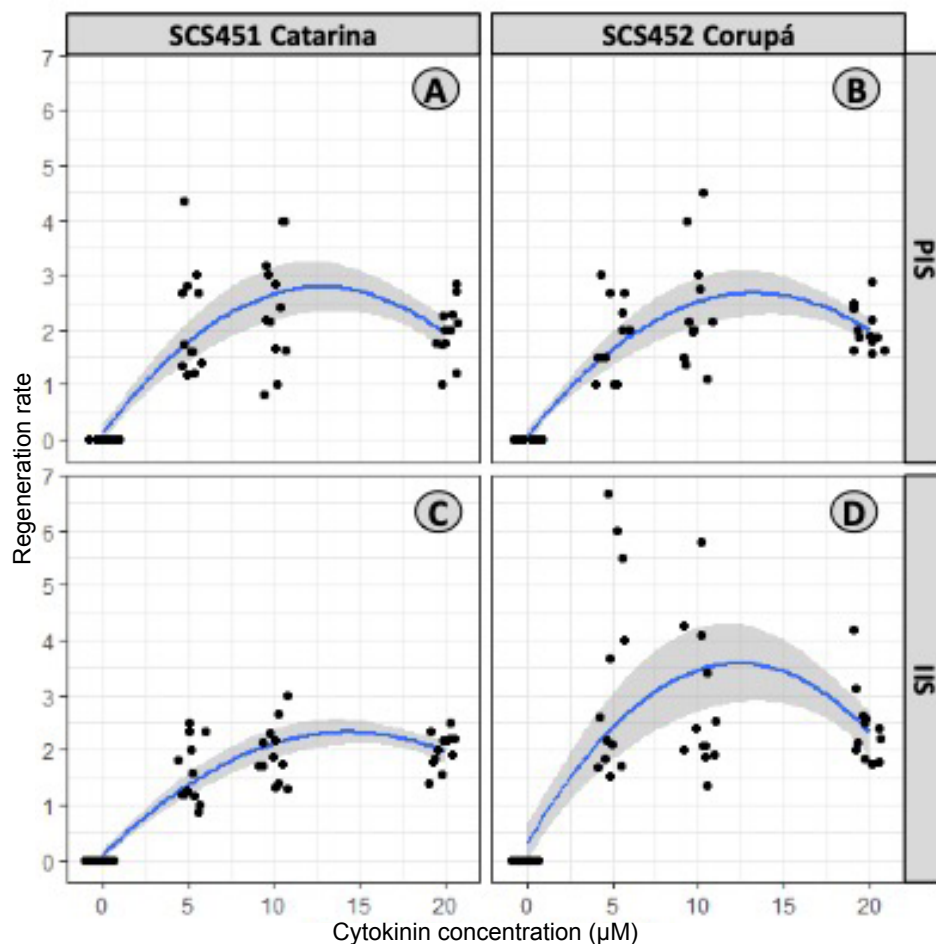 SCS451 Catarina
SCS452 Corupá
7
6
5
4
3
2
1
0
A
B
PIS
Regeneration rate
7
6
5
4
3
2
1
0
C
D
IIS
0 5 10 15 20
0 5 10 15 20
Cytokinin concentration (µM)